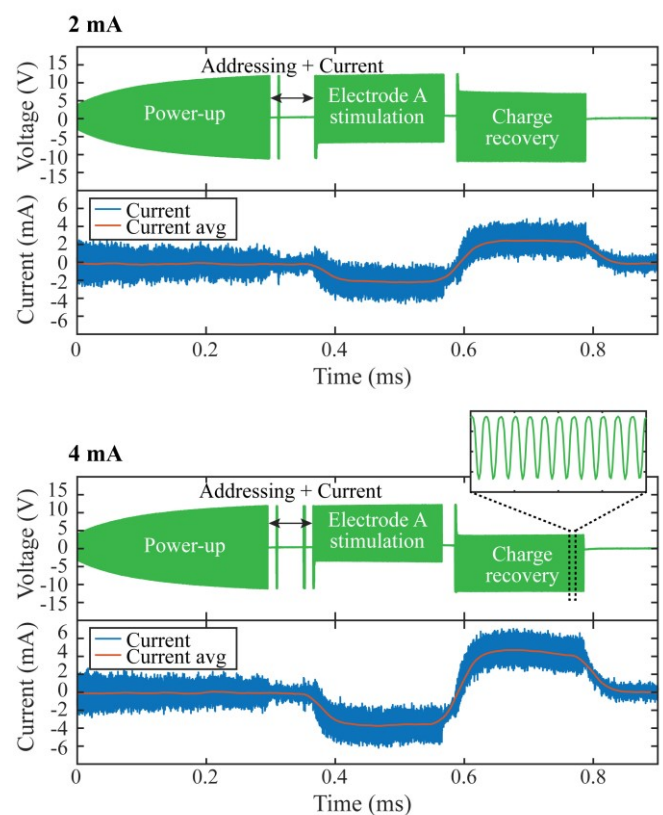 2 mA
Voltage (V)
15
10
5
0
-5
-10
-15
Addressing + Current
Power-up
Electrode A
stimulation
Charge
recovery
Current (mA)
6
4
2
0
-2
-4
-6
Current
Current avg
0
0.2
0.4
0.6
0.8
Time (ms)
4 mA
Voltage (V)
15
10
5
0
-5
-10
-15
Addressing + Current
Power-up
Electrode A
stimulation
Charge
recovery
Current (mA)
6
4
2
0
-2
-4
-6
Current
Current avg
0
0.2
0.4
0.6
0.8
Time (ms)